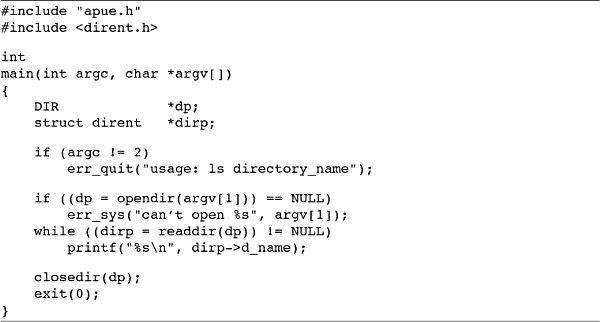 #include "apue.h"
#include <dirent.h>
int
main(int argc, char *argv[])
{
    DIR             *dp;
    struct dirent   *dirp;
    if (argc != 2)
        err_quit("usage: ls directory_name");
    if ((dp = opendir(argv[1])) == NULL)
        err_sys("can’t open %s", argv[1]);
    while ((dirp = readdir(dp)) != NULL)
        printf("%s\n", dirp->d_name);
    closedir(dp);
    exit(0);
}